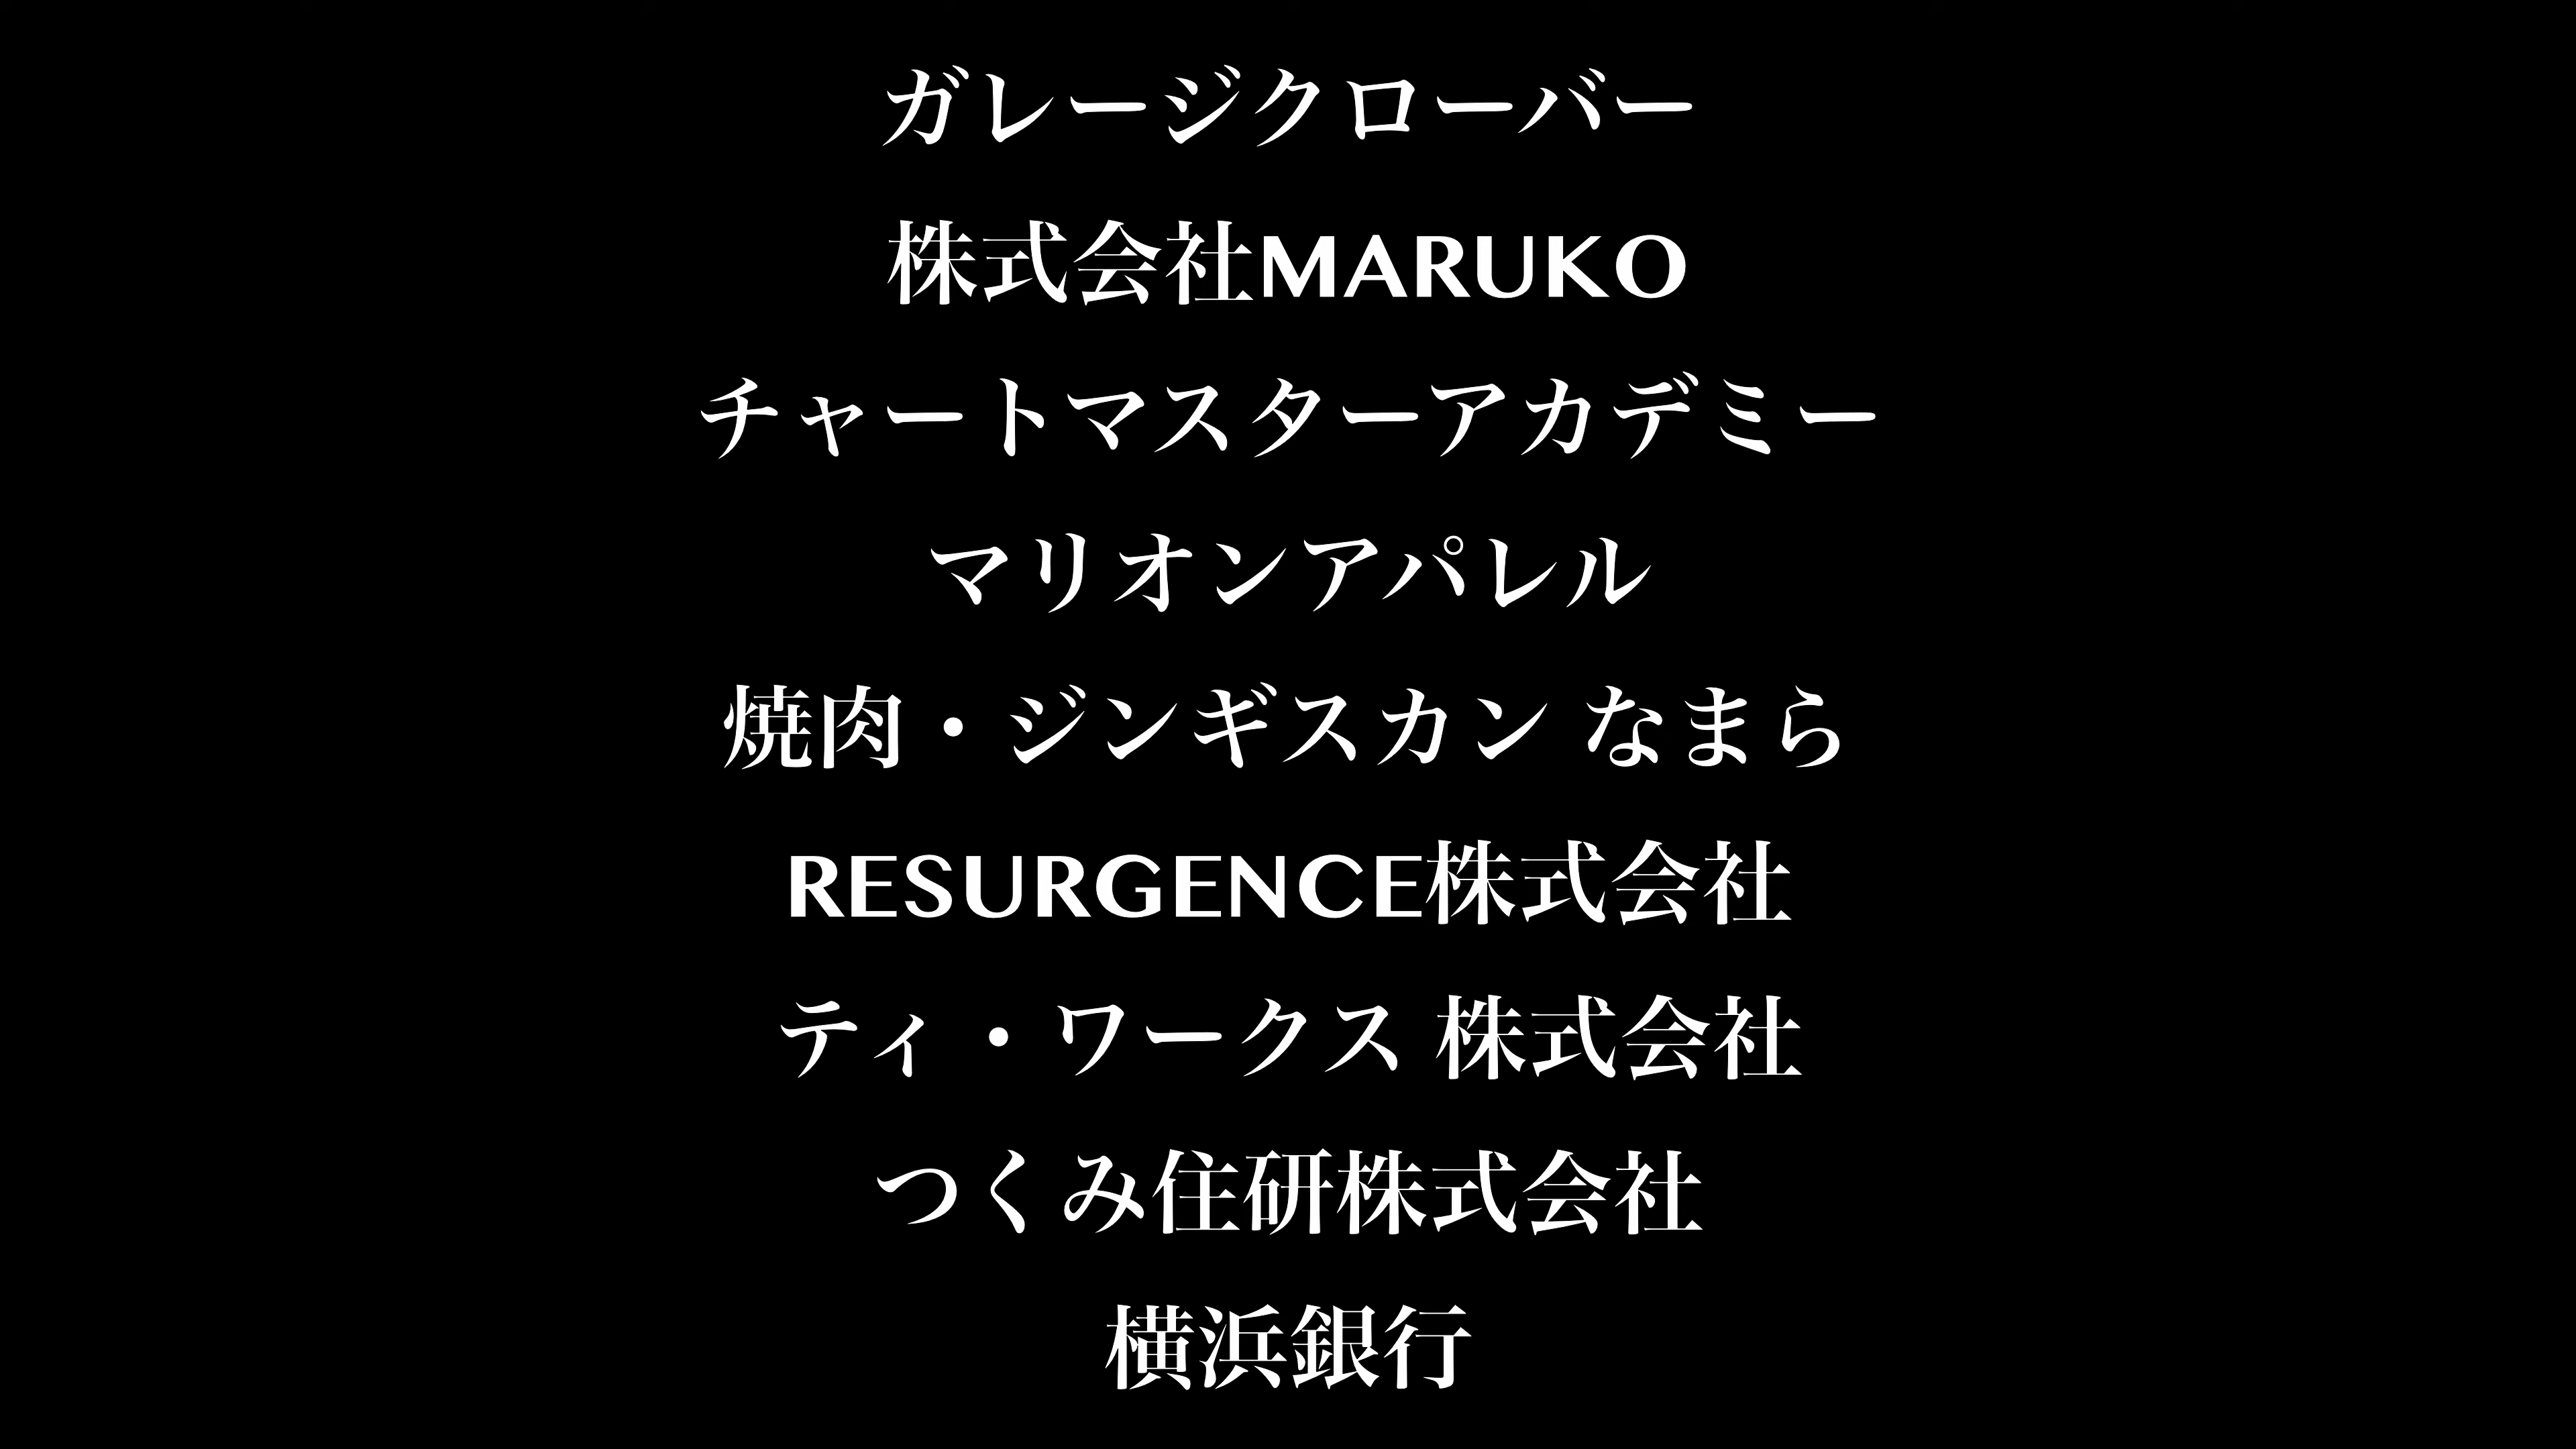 ガレージクローバー
株式会社MARUKO
チャートマスターアカデミー
マリオンアパレル
焼肉・ジンギスカン なまら
RESURGENCE株式会社
ティ・ワークス 株式会社
つくみ住研株式会社
横浜銀行